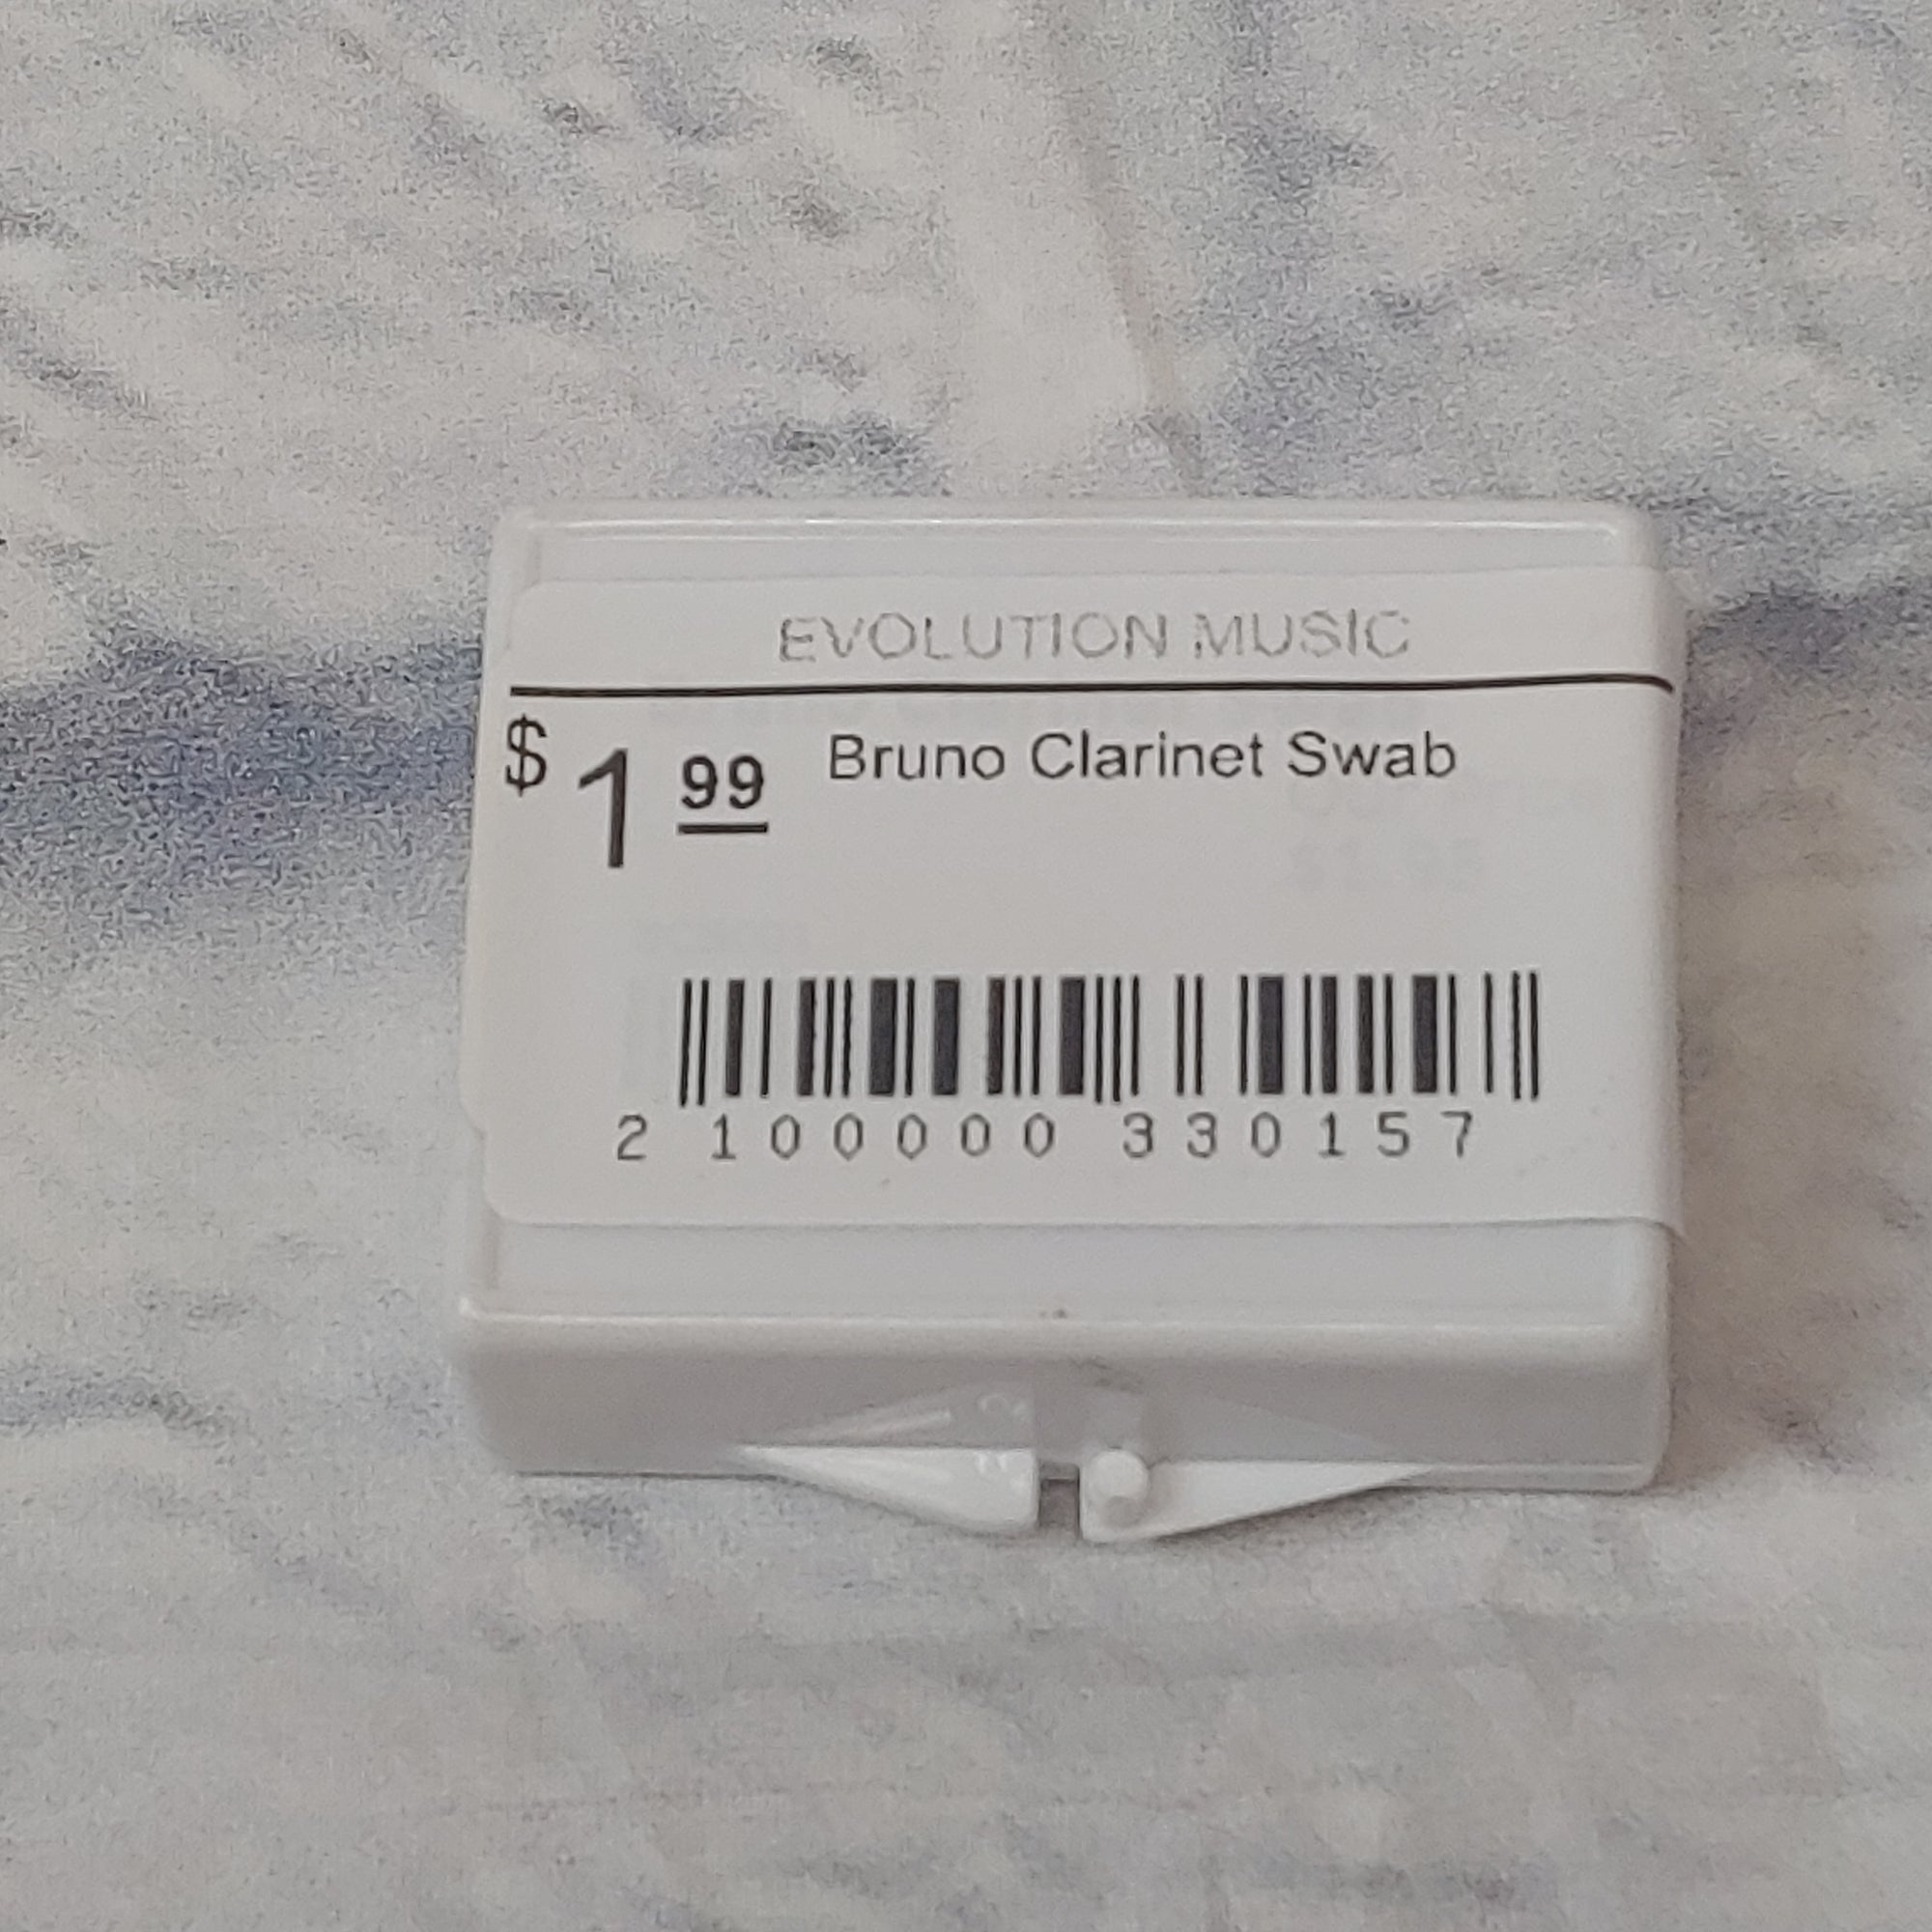 EVOLUTION MUSIC
$1 99 Bruno Clarinet Swab
2 100000 330157